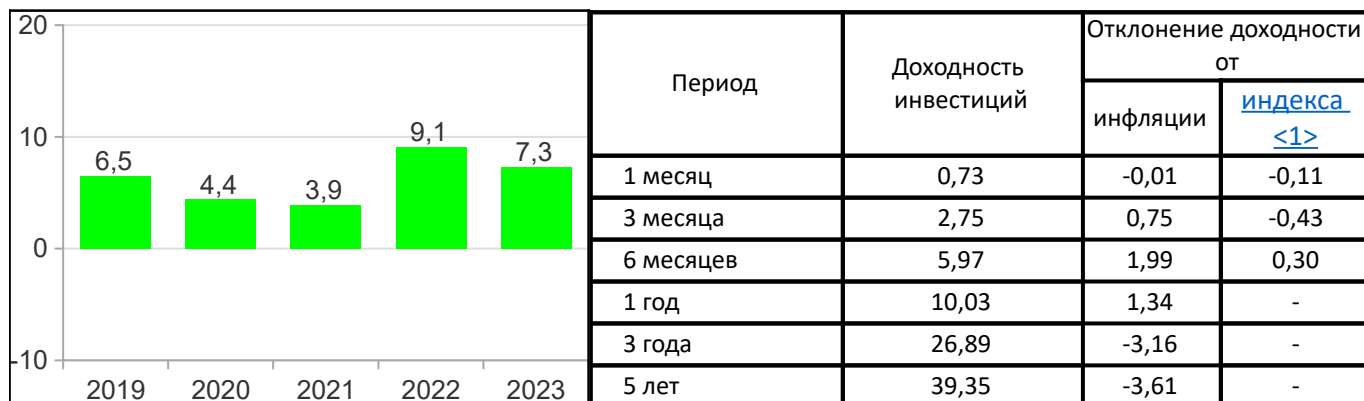 20
10
0
-10
6,5
4,4
3,9
9,1
7,3
2019 2020 2021 2022 2023
Период
Доходность
инвестиций
Отклонение доходности
от
инфляции
индекса
<1>
1 месяц 0,73 -0,01 -0,11
3 месяца 2,75 0,75 -0,43
6 месяцев 5,97 1,99 0,30
1 год 10,03 1,34 -
3 года 26,89 -3,16 -
5 лет 39,35 -3,61 -